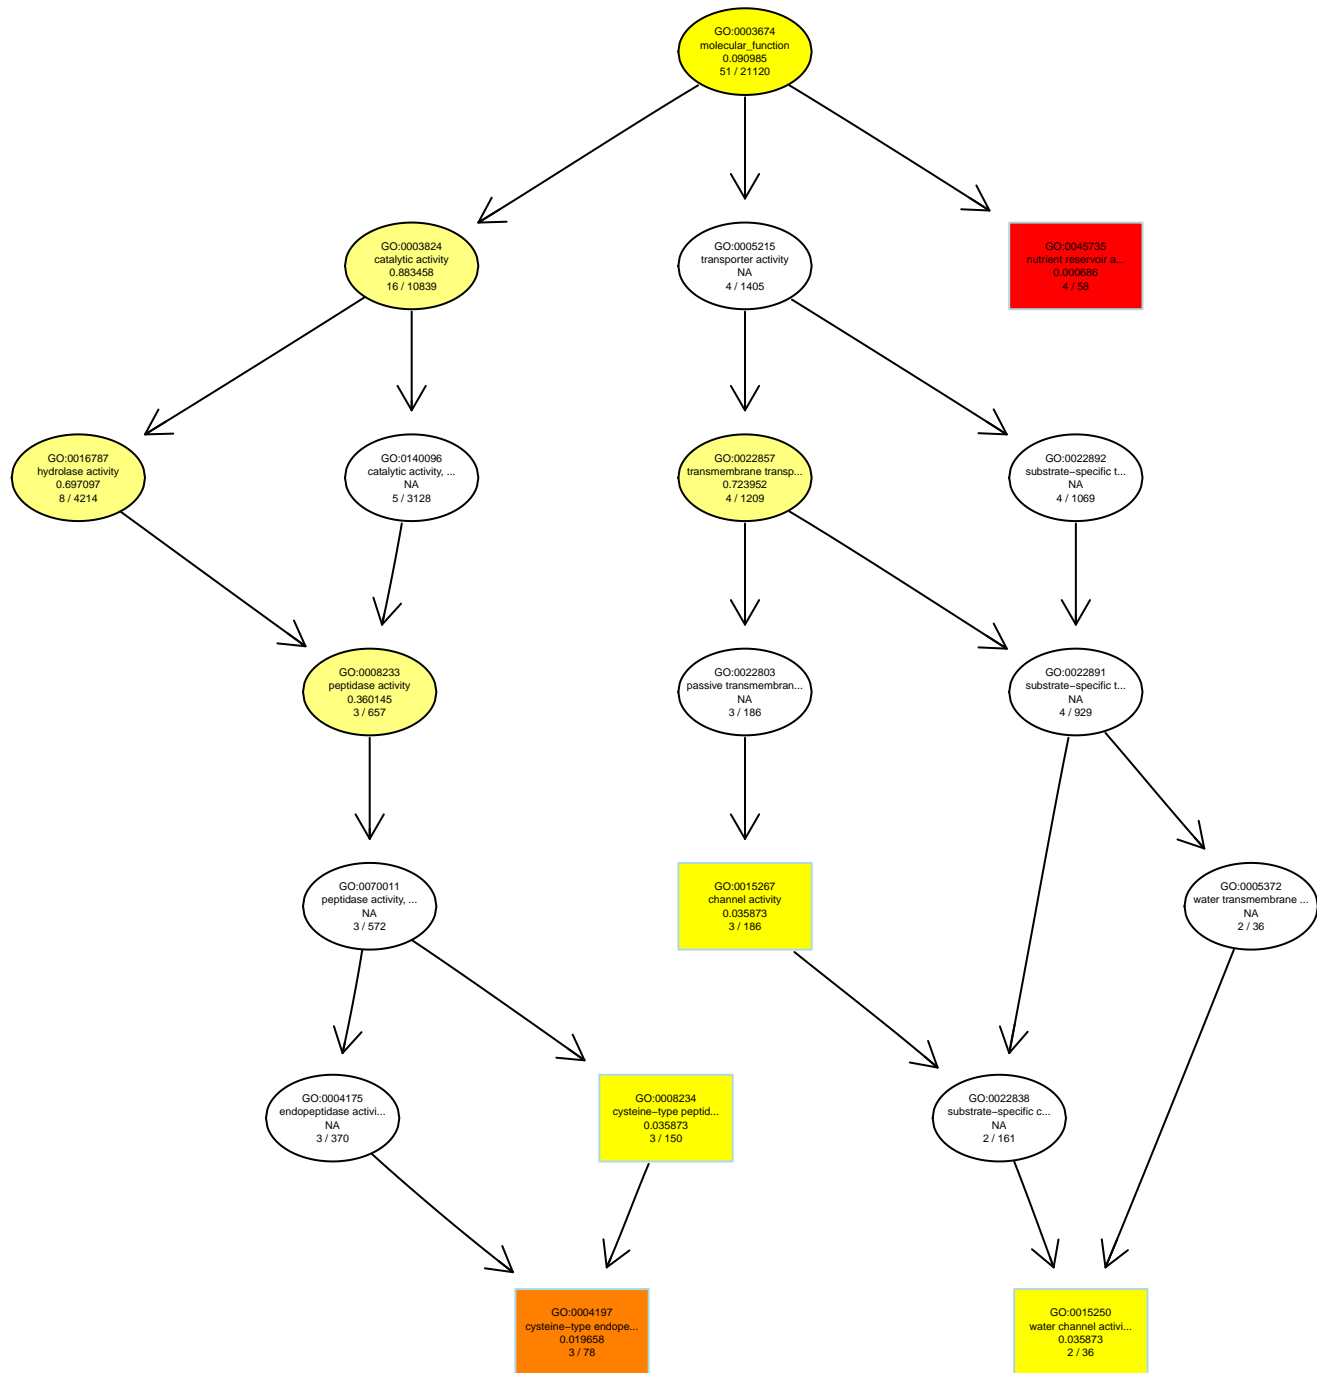 GO:0003674
molecular_function
0.090985
51 / 21120
GO:0003824
catalytic activity
0.883458
16 / 10839
GO:0005215
transporter activity
NA
4 / 1405
GO:0045735
nutrient reservoir a...
0.000686
4 / 58
GO:0016787
hydrolase activity
0.697097
8 / 4214
GO:0140096
catalytic activity, ...
NA
5 / 3128
GO:0022857
transmembrane transp...
0.723952
4 / 1209
GO:0022892
substrate−specific t...
NA
4 / 1069
GO:0008233
peptidase activity
0.360145
3 / 657
GO:0022803
passive transmembran...
NA
3 / 186
GO:0022891
substrate−specific t...
NA
4 / 929
GO:0070011
peptidase activity, ...
NA
3 / 572
GO:0015267
channel activity
0.035873
3 / 186
GO:0005372
water transmembrane ...
NA
2 / 36
GO:0004175
endopeptidase activi...
NA
3 / 370
GO:0008234
cysteine−type peptid...
0.035873
3 / 150
GO:0022838
substrate−specific c...
NA
2 / 161
GO:0004197
cysteine−type endope...
0.019658
3 / 78
GO:0015250
water channel activi...
0.035873
2 / 36